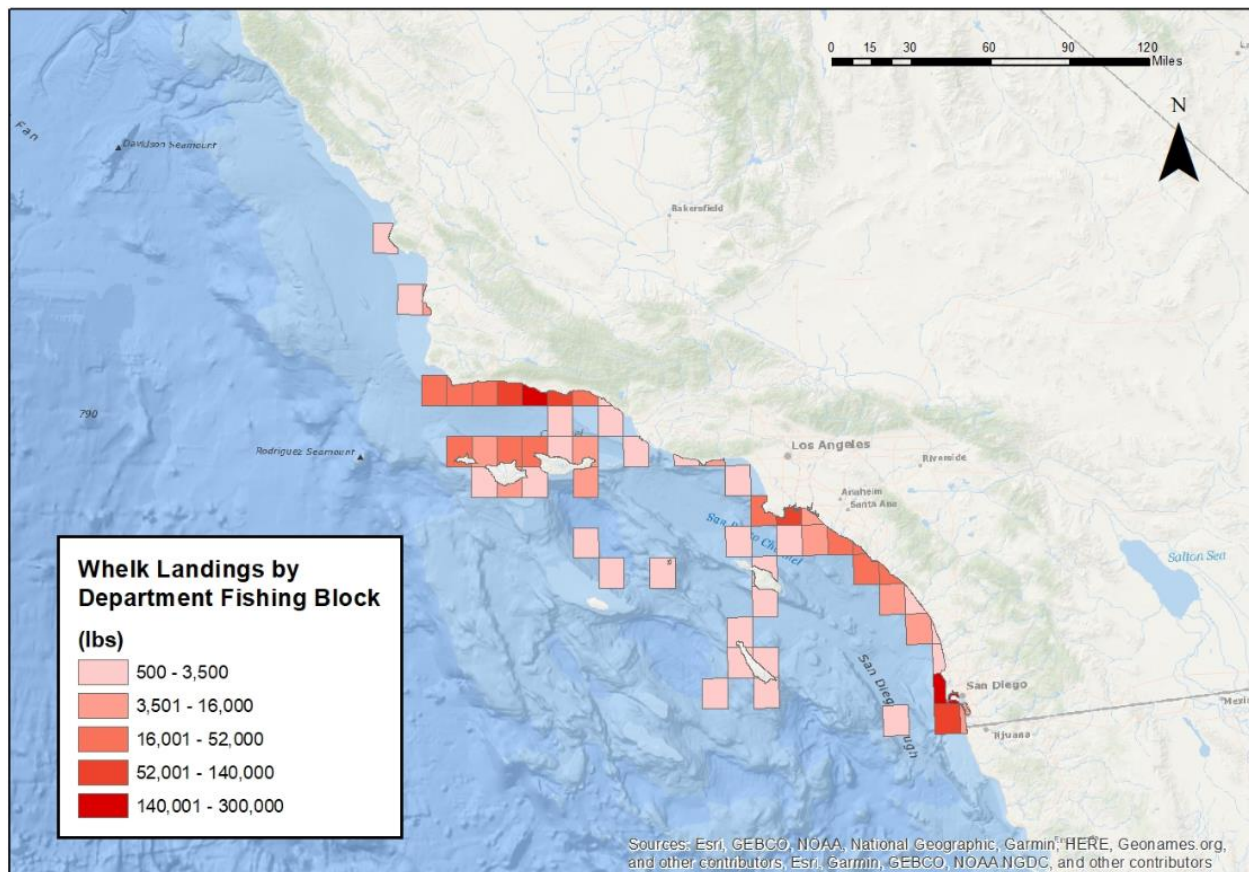 0 15 30 60 90 120
Miles
N
Fan
Davidson Seamount
Bakersfield
790
Rodriguez Seamount
Los Angeles
Riverside
Anaheim
Santa Ana
Channel
Salton Sea
San Diego
San Diego
Trough
Whelk Landings by
Department Fishing Block
(lbs)
500 - 3,500
3,501 - 16,000
16,001 - 52,000
52,001 - 140,000
140,001 - 300,000
Sources: Esri, GEBCO, NOAA, National Geographic, Garmin, HERE, Geonames.org,
and other contributors, Esri, Garmin, GEBCO, NOAA NGDC, and other contributors